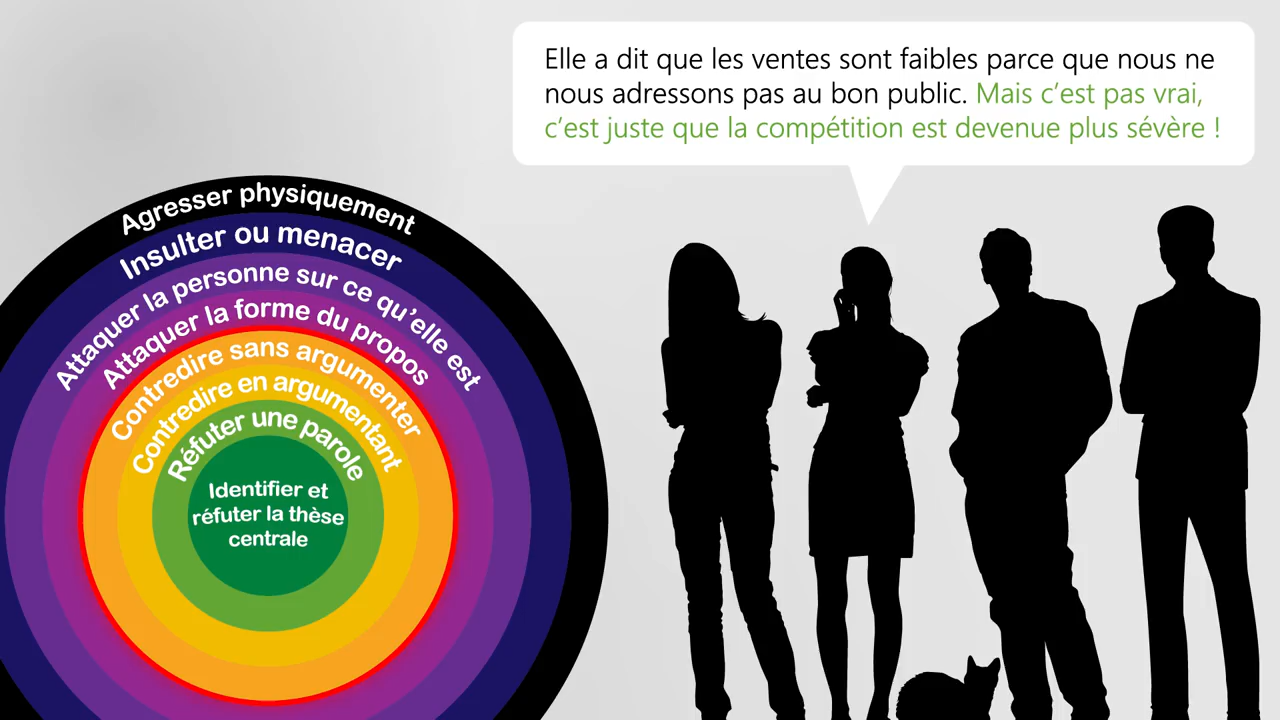 Elle a dit que les ventes sont faibles parce que nous ne
nous adressons pas au bon public. Mais c’est pas vrai,
c’est juste que la compétition est devenue plus sévère !
Agresser physiquement
Insulter ou menacer
Attaquer la personne sur ce qu’elle est
Attaquer la forme du propos
Contredire sans argumenter
Contredire en argumentant
Réfuter une parole
Identifier et
réfuter la thèse
centrale